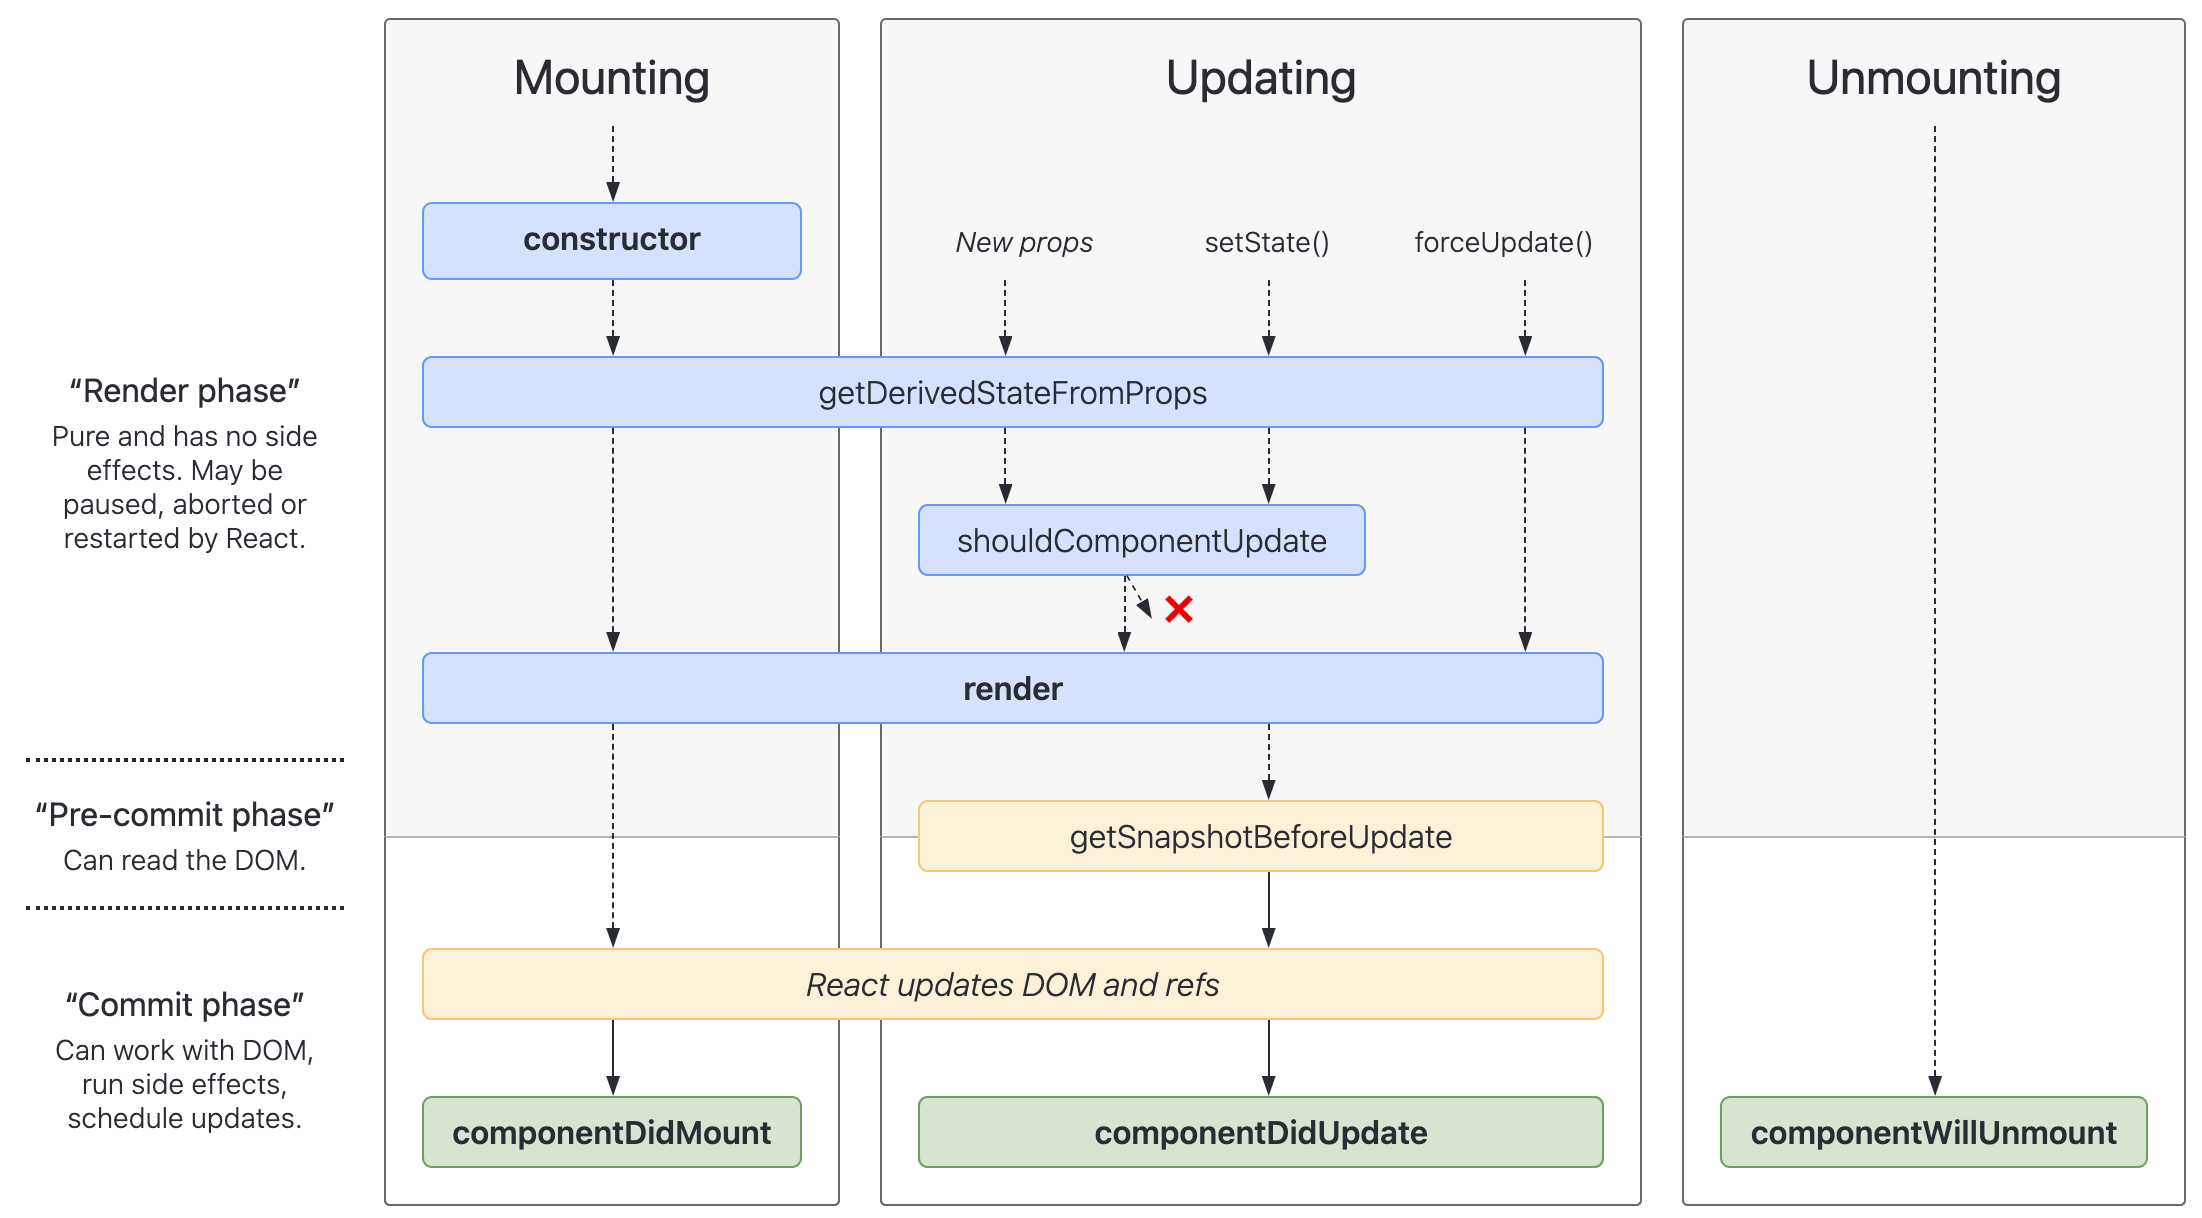 Mounting
Updating
Unmounting
constructor
New props
setState()
forceUpdate()
getDerivedStateFromProps
“Render phase”
Pure and has no side
effects. May be
paused, aborted or
restarted by React.
shouldComponentUpdate
render
“Pre-commit phase”
Can read the DOM.
getSnapshotBeforeUpdate
React updates DOM and refs
“Commit phase”
Can work with DOM,
run side effects,
schedule updates.
componentDidMount
componentDidUpdate
componentWillUnmount